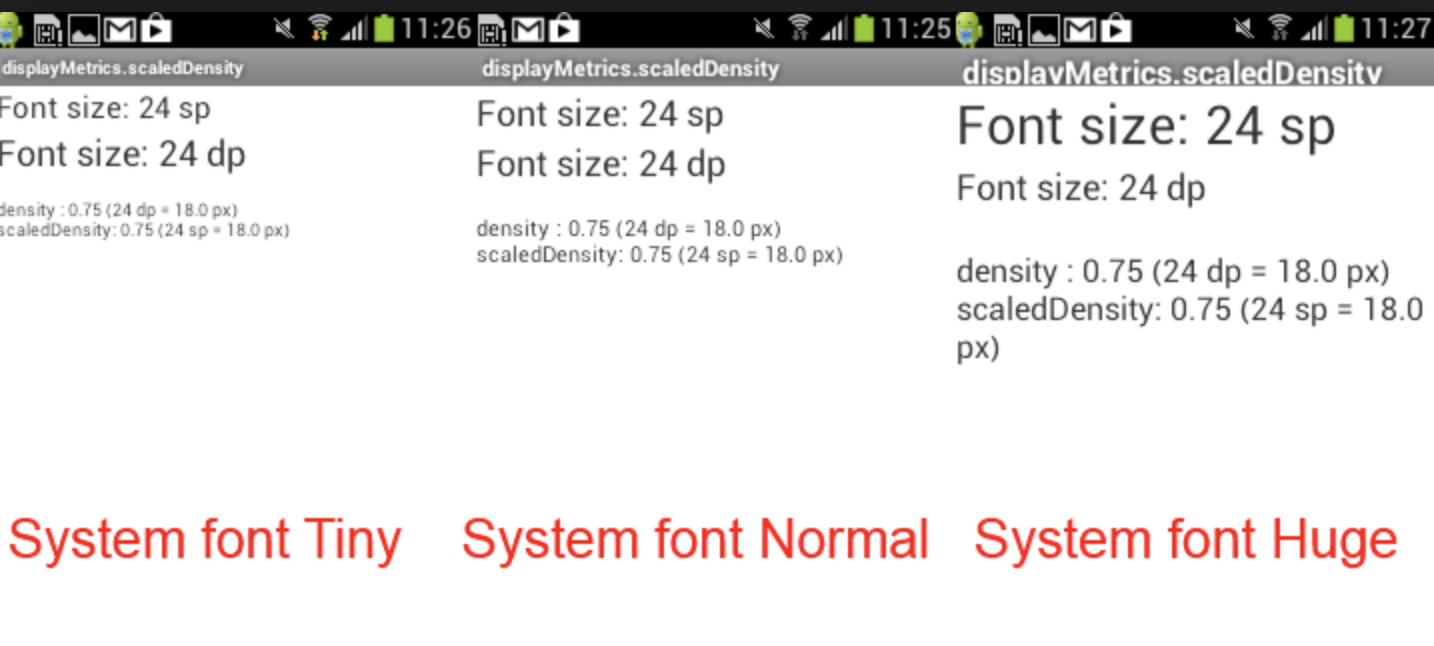 11:26
displayMetrics.scaledDensity
Font size: 24 sp
Font size: 24 dp
density : 0.75 (24 dp = 18.0 px)
scaledDensity: 0.75 (24 sp = 18.0 px)
System font Tiny
11:25
displayMetrics.scaledDensity
Font size: 24 sp
Font size: 24 dp
density : 0.75 (24 dp = 18.0 px)
scaledDensity: 0.75 (24 sp = 18.0 px)
System font Normal
11:27
displayMetrics.scaledDensity
Font size: 24 sp
Font size: 24 dp
density : 0.75 (24 dp = 18.0 px)
scaledDensity: 0.75 (24 sp = 18.0
px)
System font Huge